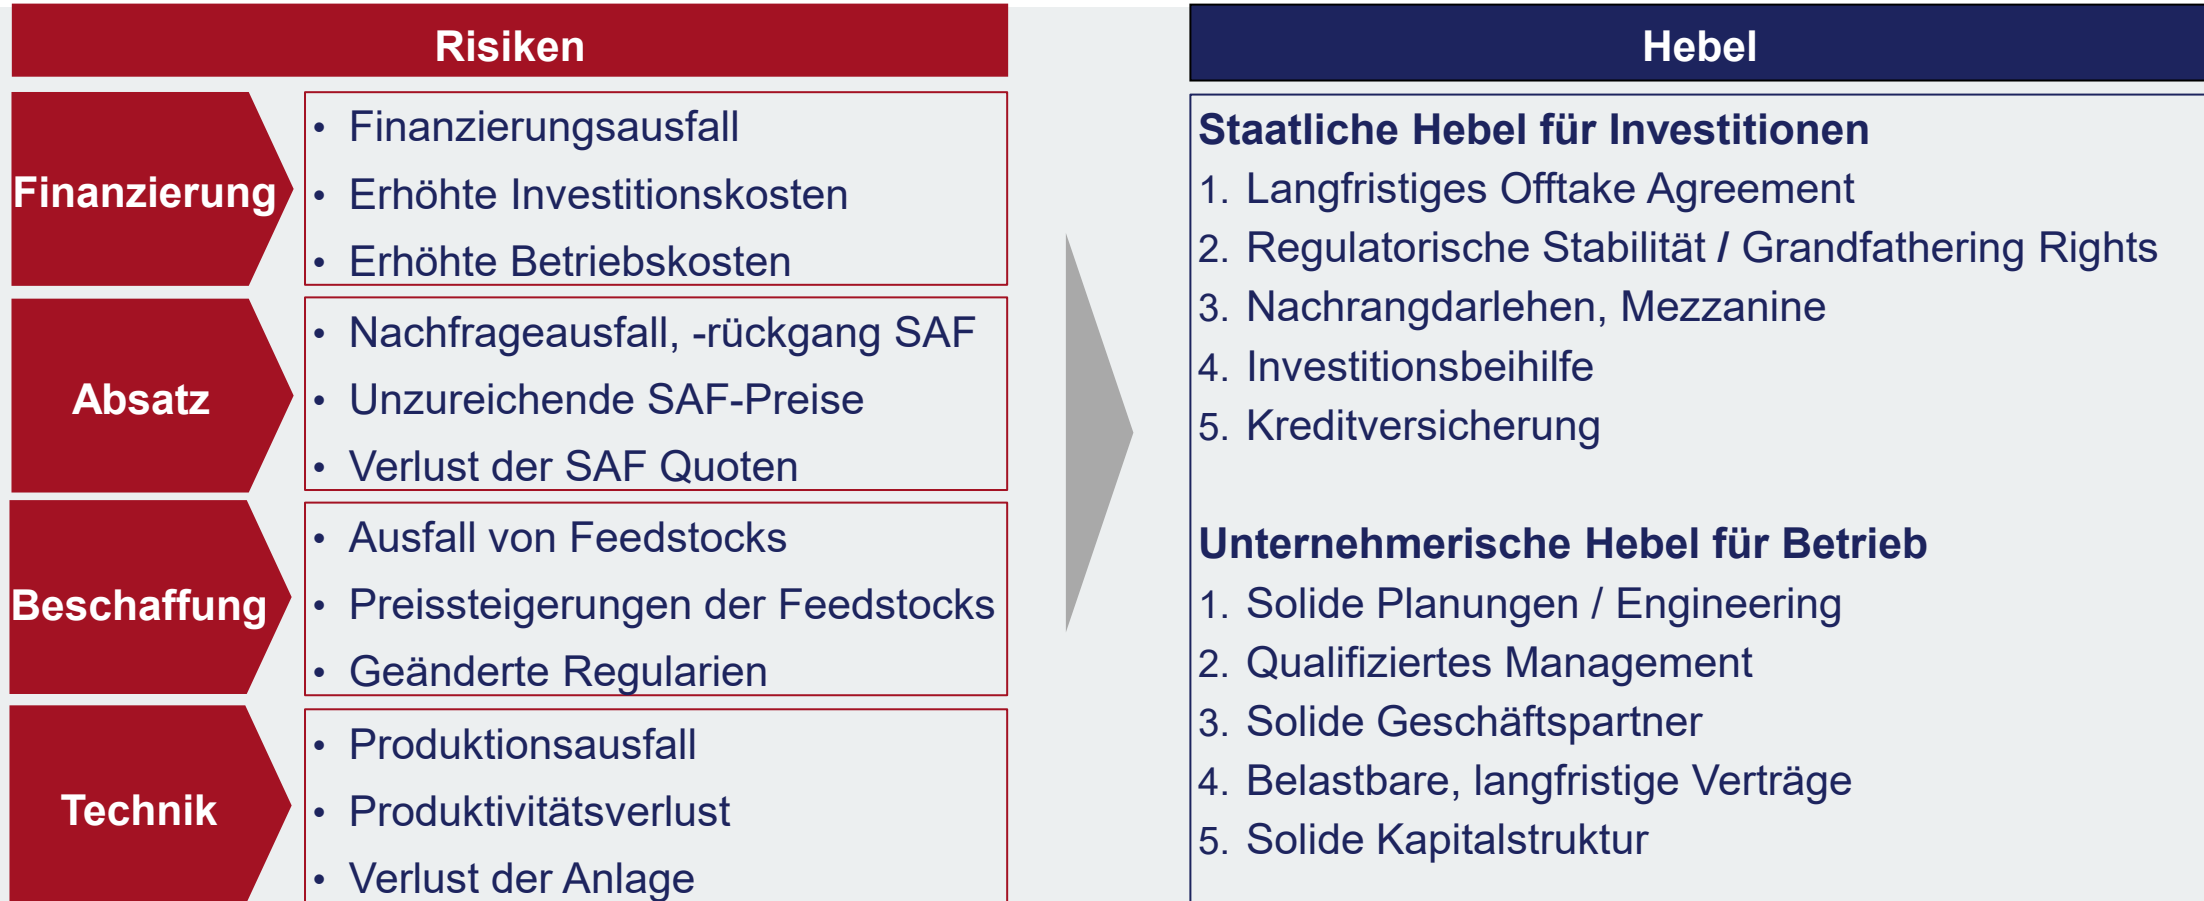 Risiken
Finanzierung
• Finanzierungsausfall
• Erhöhte Investitionskosten
• Erhöhte Betriebskosten
Absatz
• Nachfrageausfall, -rückgang SAF
• Unzureichende SAF-Preise
• Verlust der SAF Quoten
Beschaffung
• Ausfall von Feedstocks
• Preissteigerungen der Feedstocks
• Geänderte Regularien
Technik
• Produktionsausfall
• Produktivitätsverlust
• Verlust der Anlage
Hebel
Staatliche Hebel für Investitionen
1. Langfristiges Offtake Agreement
2. Regulatorische Stabilität / Grandfathering Rights
3. Nachrangdarlehen, Mezzanine
4. Investitionsbeihilfe
5. Kreditversicherung
Unternehmerische Hebel für Betrieb
1. Solide Planungen / Engineering
2. Qualifiziertes Management
3. Solide Geschäftspartner
4. Belastbare, langfristige Verträge
5. Solide Kapitalstruktur